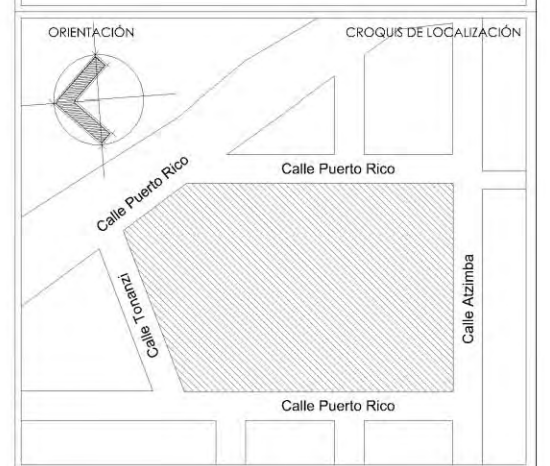 ORIENTACIÓN
CROQUIS DE LOCALIZACIÓN
Calle Puerto Rico
Calle Puerto Rico
Calle Tonanzi
Calle Atzimba
Calle Puerto Rico